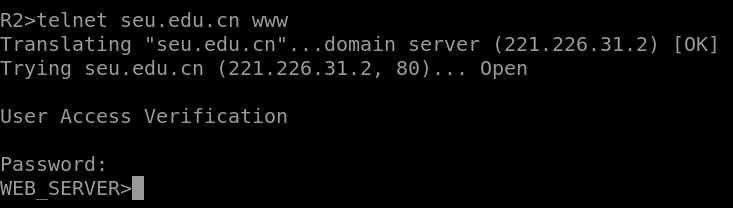 R2>telnet seu.edu.cn www
Translating "seu.edu.cn"...domain server (221.226.31.2) [OK]
Trying seu.edu.cn (221.226.31.2, 80)... Open
User Access Verification
Password:
WEB_SERVER>